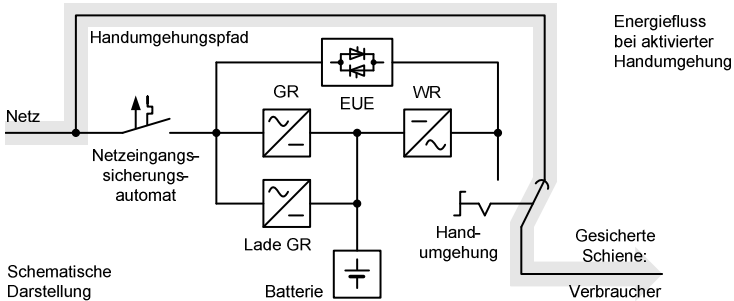 Handumgehungspfad
Energiefluss
bei aktivierter
Handumgehung
EUE
GR
WR
Netz
Netzeingangs-
sicherungs-
automat
Lade GR
Hand-
umgehung
Gesicherte
Schiene:
Verbraucher
Schematische
Darstellung
Batterie